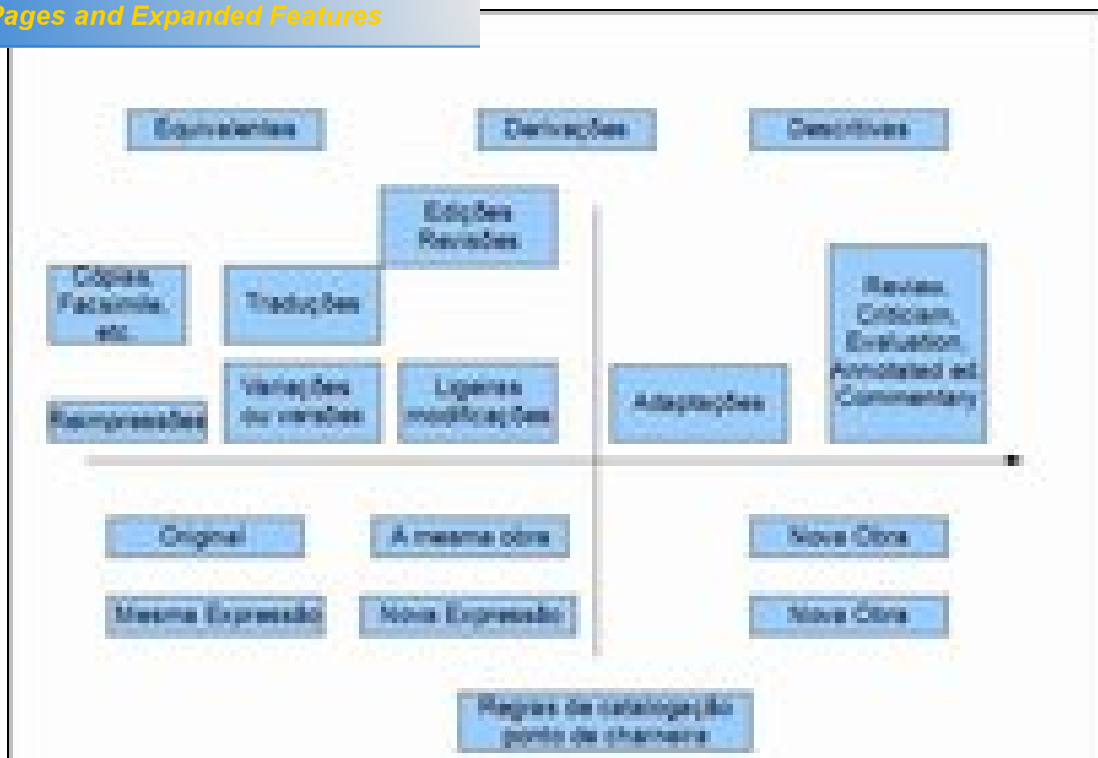 Pages and Expanded Features
Equivalentes
Derivações
Descritivas
Edições
Revisões
Cópias,
Facsimile,
etc.
Traduções
Review,
Criticism,
Evaluation,
Annotated ed.
Commentary
Reimpressões
Variações
ou versões
Ligeiras
modificações
Adaptações
Original
A mesma obra
Nova Obra
Mesma Expressão
Nova Expressão
Nova Obra
Regras de catalogação
ponto de charneira